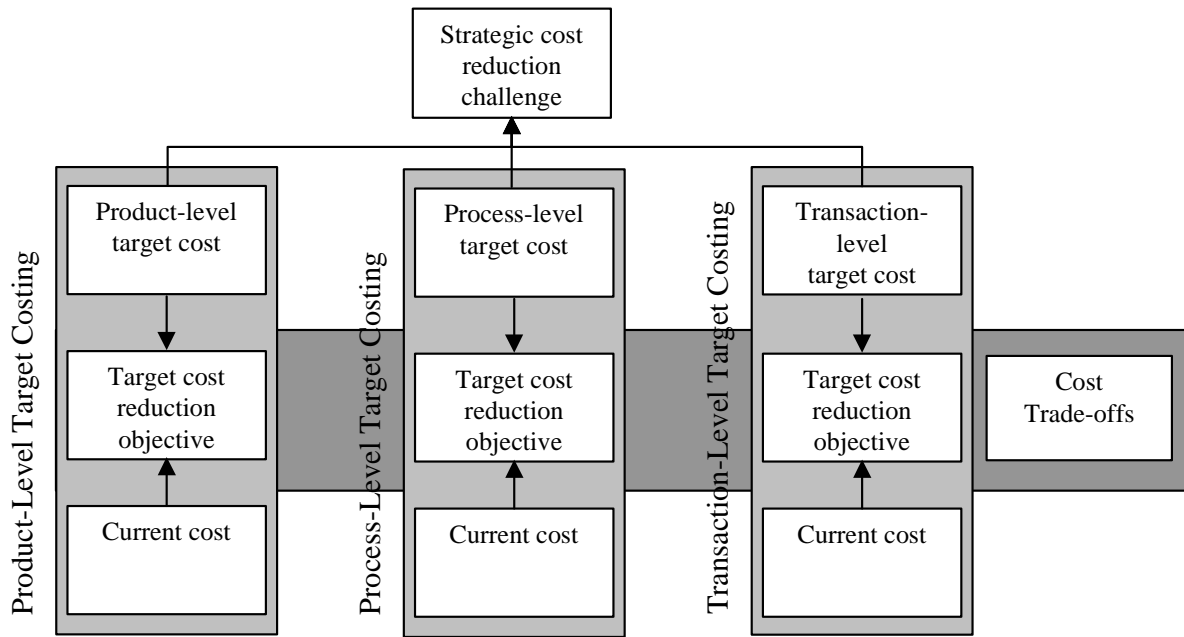 Strategic cost
reduction
challenge
Product-Level Target Costing
Product-level
target cost
Target cost
reduction
objective
Current cost
Process-Level Target Costing
Process-level
target cost
Target cost
reduction
objective
Current cost
Transaction-Level Target Costing
Transaction-
level
target cost
Target cost
reduction
objective
Current cost
Cost
Trade-offs